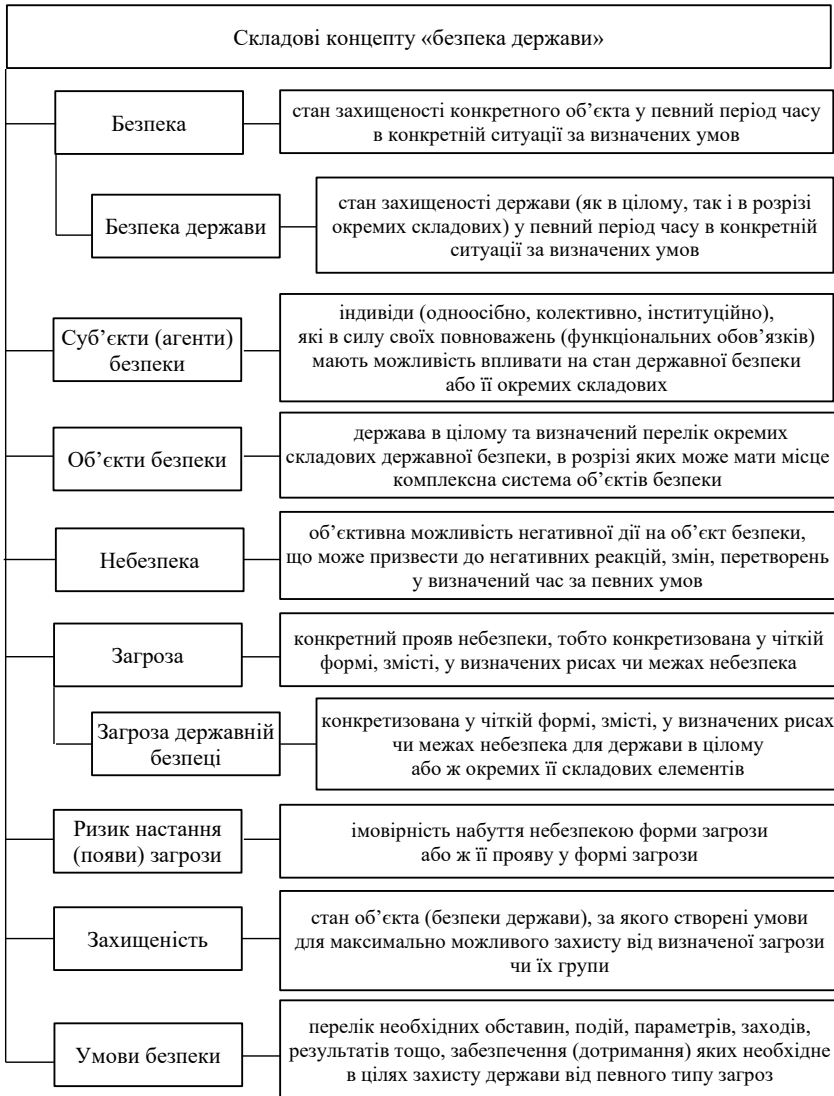 Складові концепту «безпека держави»
Безпека
стан захищеності конкретного об’єкта у певний період часу
в конкретній ситуації за визначених умов
Безпека держави
стан захищеності держави (як в цілому, так і в розрізі
окремих складових) у певний період часу в конкретній
ситуації за визначених умов
Суб’єкти (агенти)
безпеки
індивіди (одноосібно, колективно, інституційно),
які в силу своїх повноважень (функціональних обов’язків)
мають можливість впливати на стан державної безпеки
або її окремих складових
Об’єкти безпеки
держава в цілому та визначений перелік окремих
складових державної безпеки, в розрізі яких може мати місце
комплексна система об’єктів безпеки
Небезпека
об’єктивна можливість негативної дії на об’єкт безпеки,
що може призвести до негативних реакцій, змін, перетворень
у визначений час за певних умов
Загроза
конкретний прояв небезпеки, тобто конкретизована у чіткій
формі, змісті, у визначених рисах чи межах небезпека
Загроза державній
безпеці
конкретизована у чіткій формі, змісті, у визначених рисах
чи межах небезпека для держави в цілому
або ж окремих її складових елементів
Ризик настання
(появи) загрози
імовірність набуття небезпекою форми загрози
або ж її прояву у формі загрози
Захищеність
стан об’єкта (безпеки держави), за якого створені умови
для максимально можливого захисту від визначеної загрози
чи їх групи
Умови безпеки
перелік необхідних обставин, подій, параметрів, заходів,
результатів тощо, забезпечення (дотримання) яких необхідне
в цілях захисту держави від певного типу загроз